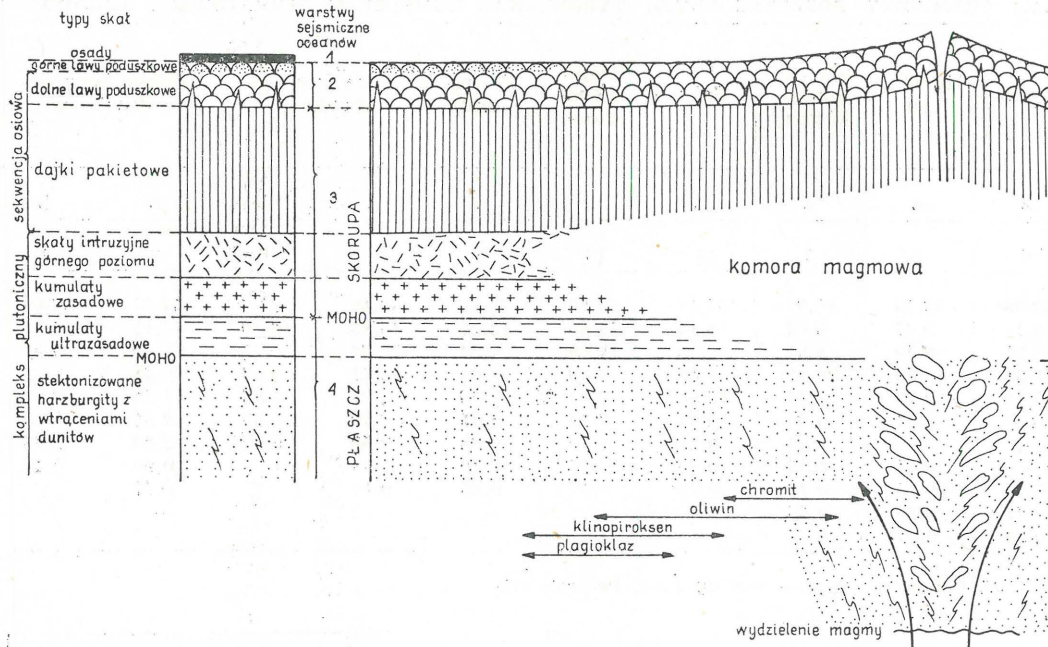 typy skał
warstwy
sejsmiczne
oceanów
osady
górne lawy poduszkowe
dolne lawy poduszkowe
dajki pakietowe
skały intruzyjne
górnego poziomu
kumulaty
zasadowe
kumulaty
ultrazasadowe
MOHO
stektonizowane
harzburgity z
wtrąceniami
dunitów
sekwencja osiowa
kompleks plutoniczny
1
2
3
4
SKORUPA
MOHO
PŁASZCZ
komora magmowa
chromit
oliwin
klinopiroksen
plagioklaz
wydzielenie magmy